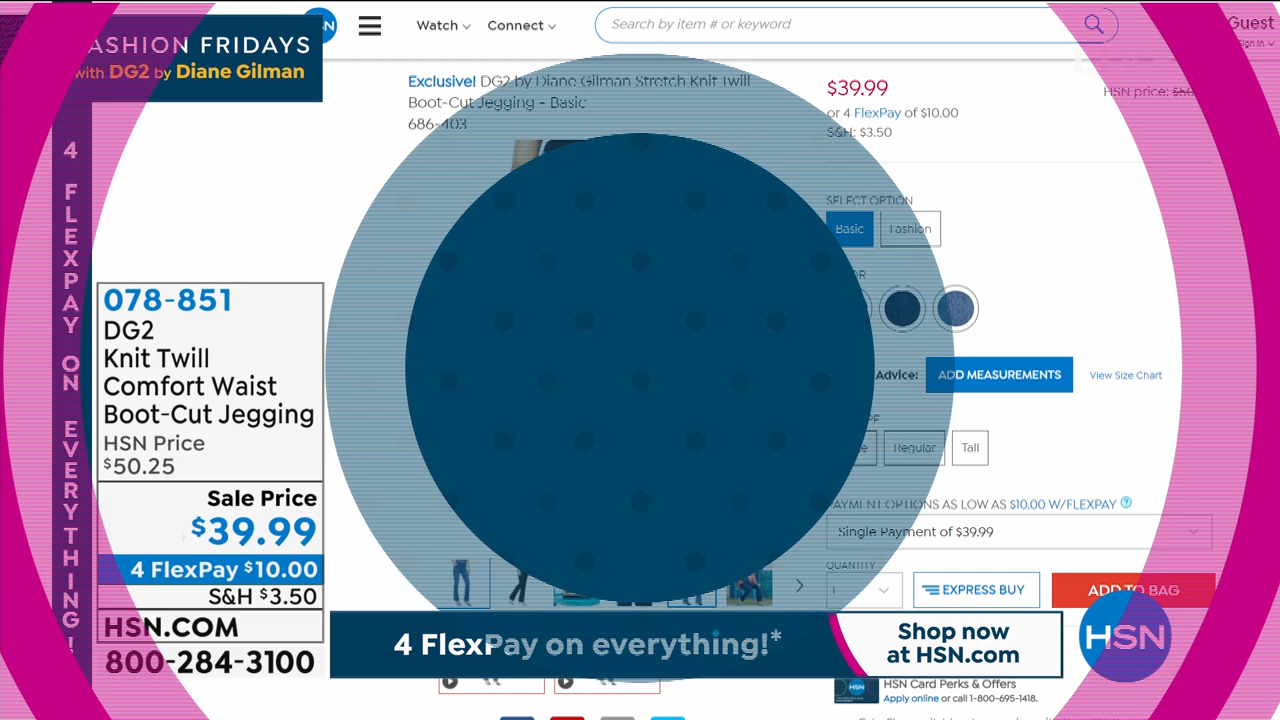 FASHION FRIDAYS
with DG2 by Diane Gilman
4 FLEXPAY ON EVERYTHING!
HSN
Watch
Connect
Search by item # or keyword
Guest
Sign In
Exclusive! DG2 by Diane Gilman Stretch Knit Twill
Boot-Cut Jegging - Basic
686-403
$39.99
HSN price:
or 4 FlexPay of $10.00
S&H: $3.50
SELECT OPTION
Basic
Fashion
Advice:
ADD MEASUREMENTS
View Size Chart
Regular
Tall
PAYMENT OPTIONS AS LOW AS $10.00 W/FLEXPAY
Single Payment of $39.99
QUANTITY
1
EXPRESS BUY
ADD TO BAG
078-851
DG2
Knit Twill
Comfort Waist
Boot-Cut Jegging
HSN Price
$50.25
Sale Price
$39.99
4 FlexPay $10.00
S&H $3.50
HSN.COM
800-284-3100
4 FlexPay on everything!*
Shop now
at HSN.com
HSN
HSN
HSN Card Perks & Offers
Apply online or call 1-800-695-1418.